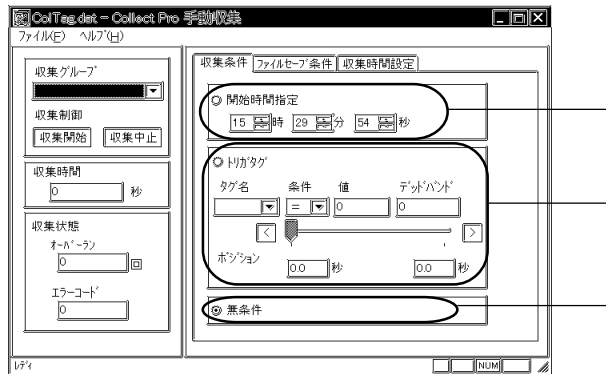 ColTag.dat - Collect Pro 手動収集
ファイル(F) ヘルプ(H)
収集グループ
収集制御
収集開始 収集中止
収集時間
0 秒
収集状態
オーバーラン
0
エラーコード
0
収集条件 ファイルセーブ条件 収集時間設定
開始時間指定
15 時 29 分 54 秒
トリガタグ
タグ名 条件 値 デッドバンド
= 0 0
< >
ポジション
0.0 秒 0.0 秒
無条件
レディ NUM